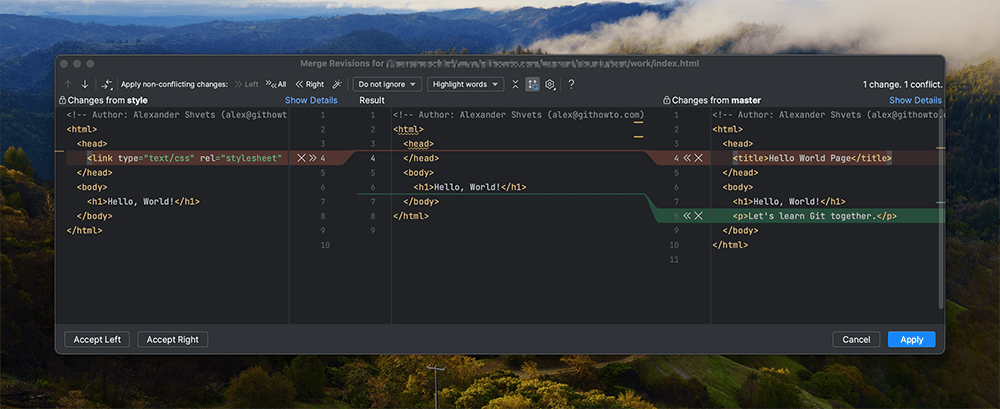 Merge Revisions for work/index.html
Apply non-conflicting changes: Left All Right Do not ignore Highlight words ? 1 change. 1 conflict.
Changes from style Show Details Result Changes from master Show Details
<!-- Author: Alexander Shvets (alex@githowt
<html>
<head>
<link type="text/css" rel="stylesheet"
</head>
<body>
<h1>Hello, World!</h1>
</body>
</html>
1
2
3
4
5
6
7
8
9
10
1
2
3
4
5
6
7
8
9
<!-- Author: Alexander Shvets (alex@githowto.com)
<html>
<head>
</head>
<body>
<h1>Hello, World!</h1>
</body>
</html>
1
2
3
4
5
6
7
8
9
10
11
<!-- Author: Alexander Shvets (alex@githowto.co
<html>
<head>
<title>Hello World Page</title>
</head>
<body>
<h1>Hello, World!</h1>
<p>Let's learn Git together.</p>
</body>
</html>
Accept Left Accept Right Cancel Apply